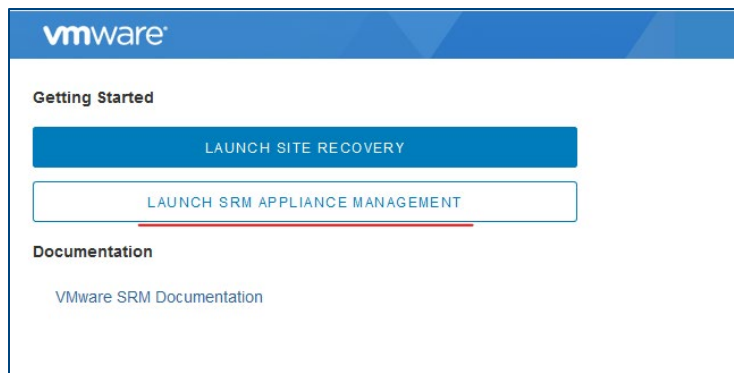 vmware®
Getting Started
LAUNCH SITE RECOVERY
LAUNCH SRM APPLIANCE MANAGEMENT
Documentation
VMware SRM Documentation